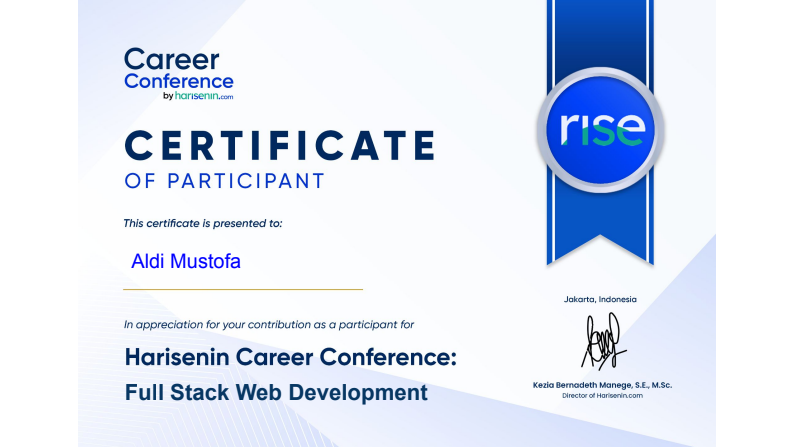 Career
Conference
by harisenin.com
CERTIFICATE
OF PARTICIPANT
This certificate is presented to:
Aldi Mustofa
In appreciation for your contribution as a participant for
Harisenin Career Conference:
Full Stack Web Development
rise
Jakarta, Indonesia
Kezia Bernadeth Manege, S.E., M.Sc.
Director of Harisenin.com